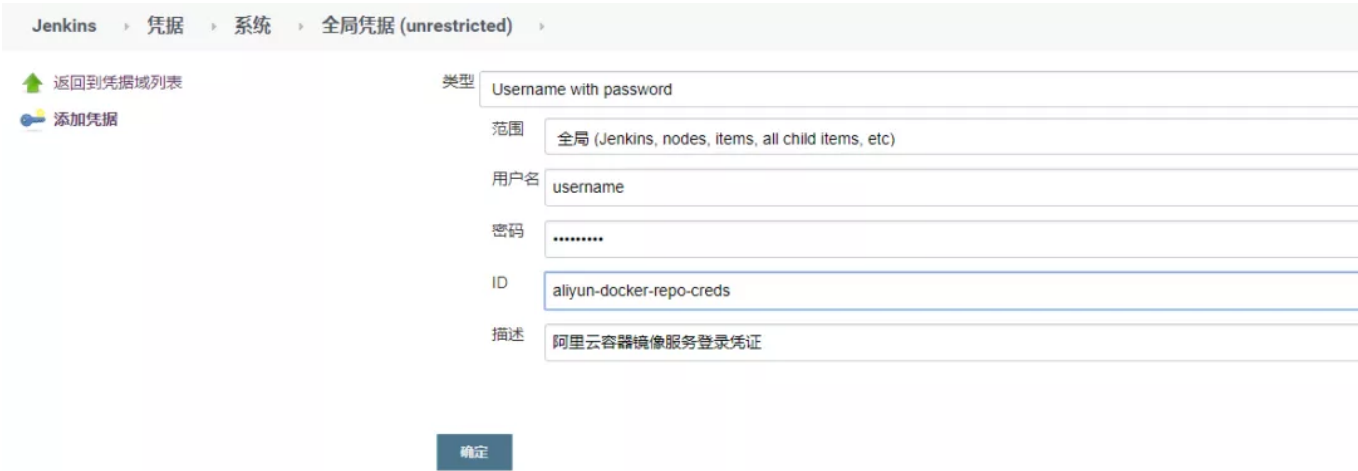 Jenkins › 凭据 › 系统 › 全局凭据 (unrestricted) ›
返回到凭据域列表
添加凭据
类型 Username with password
范围 全局 (Jenkins, nodes, items, all child items, etc)
用户名 username
密码 •••••••••
ID aliyun-docker-repo-creds
描述 阿里云容器镜像服务登录凭证
确定